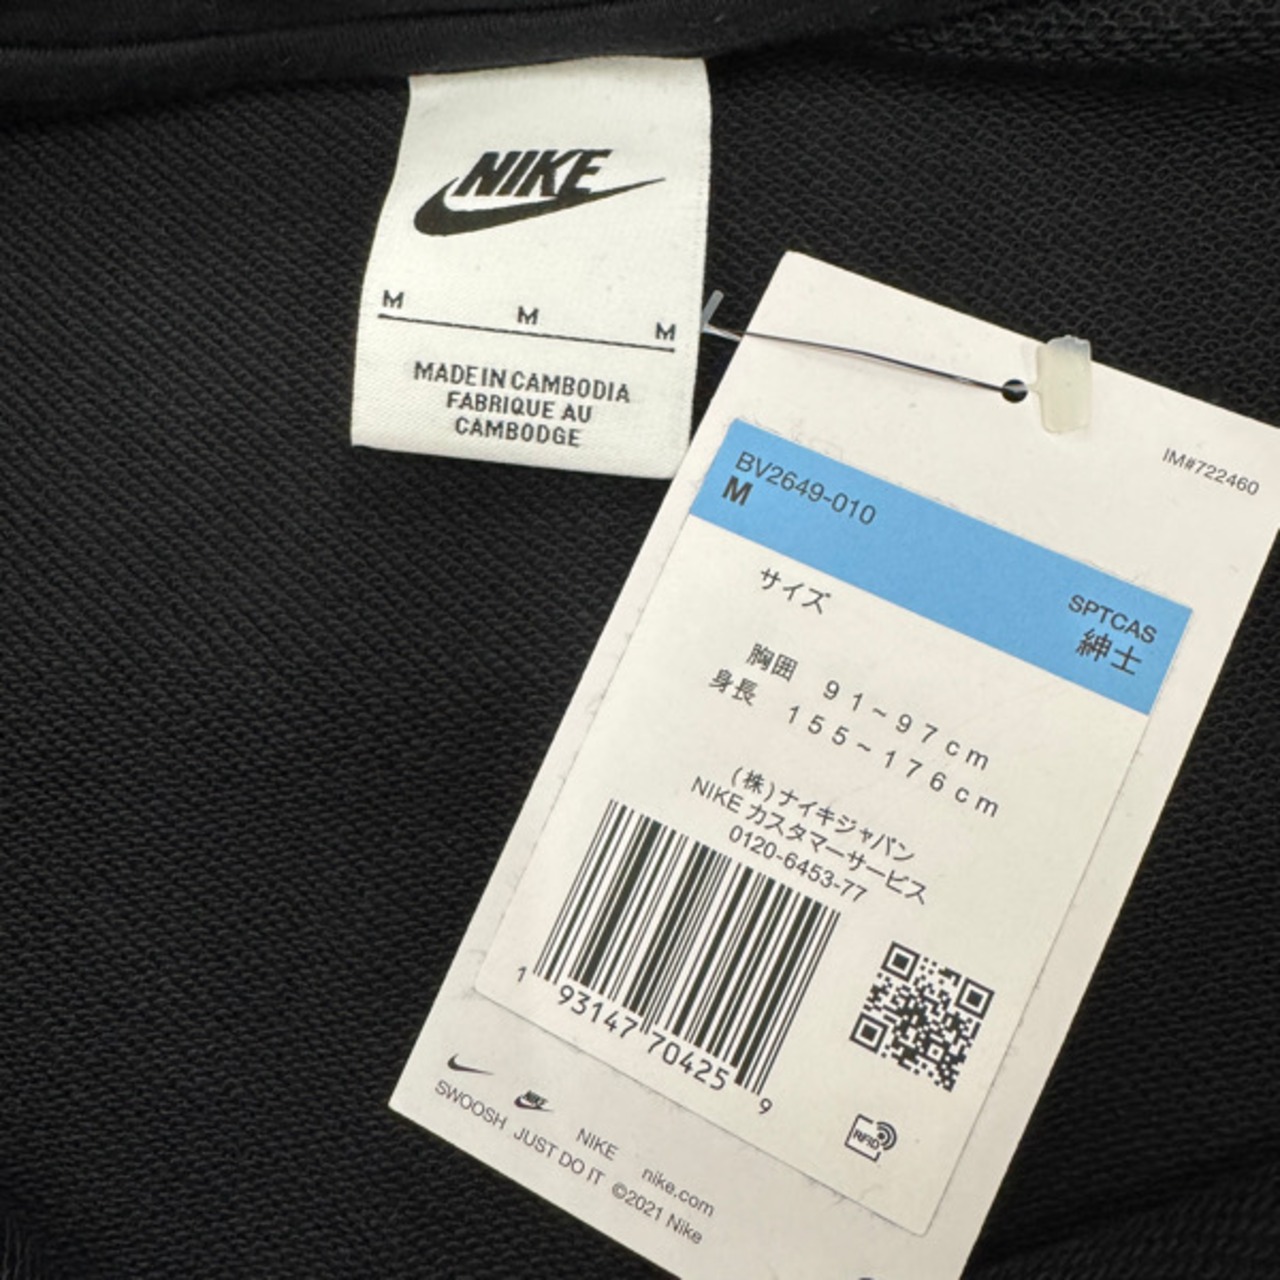 NIKE
M M M
MADE IN CAMBODIA
FABRIQUE AU
CAMBODGE
IM#722460
BV2649-010
M
SPTCAS
紳士
サイズ
胸囲 91~97cm
身長 155~176cm
(株)ナイキジャパン
NIKE カスタマーサービス
0120-6453-77
1 93147 70425 9
RFID
NIKE
NIKE nike.com
SWOOSH JUST DO IT ©2021 Nike